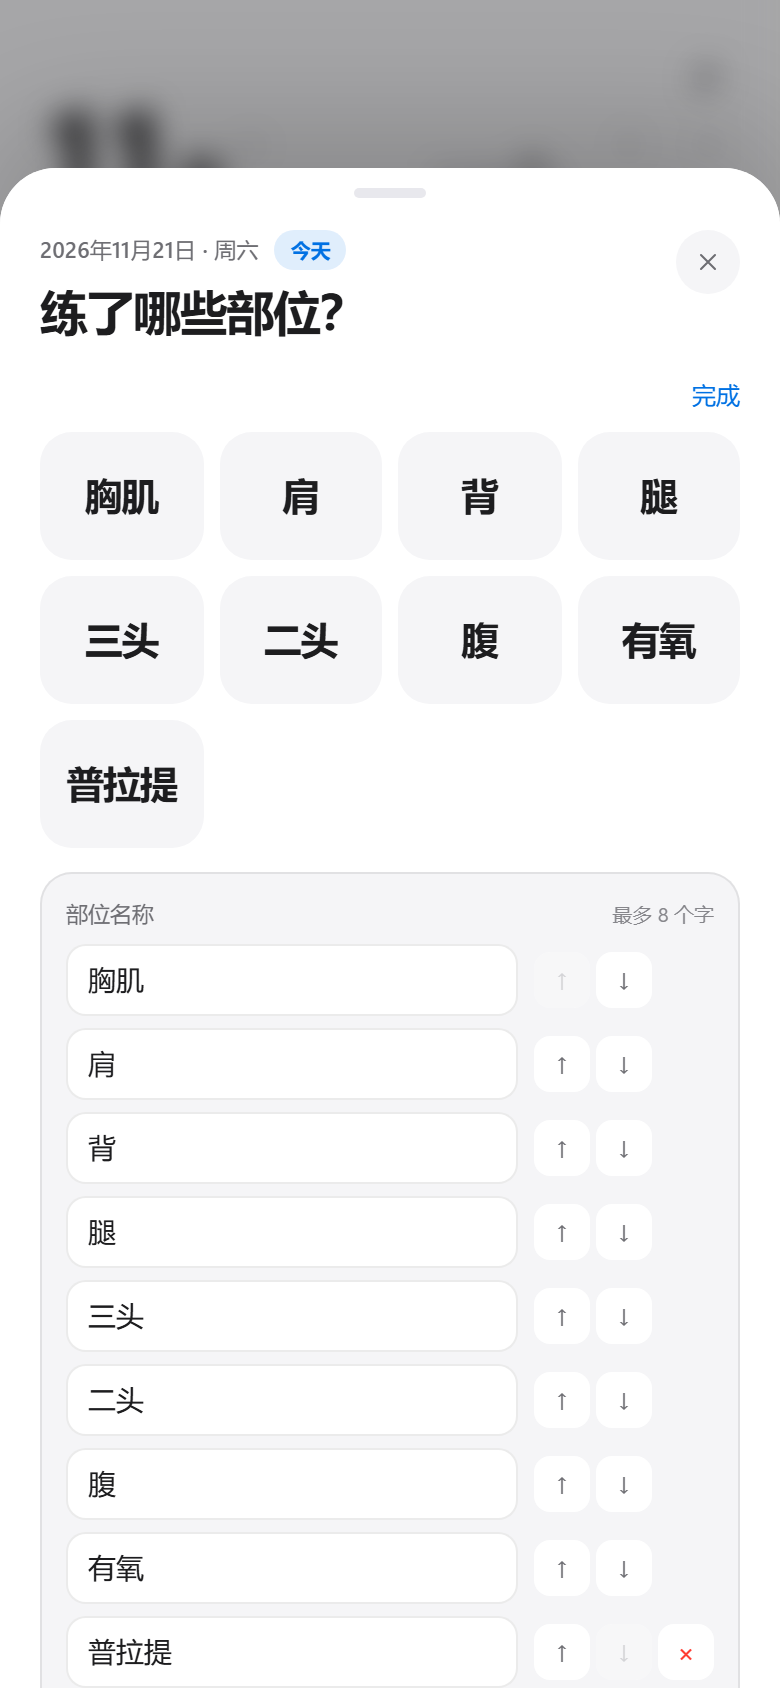 2026年11月21日 · 周六 今天
练了哪些部位？
完成
胸肌 肩 背 腿
三头 二头 腹 有氧
普拉提
部位名称 最多 8 个字
胸肌 ↑ ↓
肩 ↑ ↓
背 ↑ ↓
腿 ↑ ↓
三头 ↑ ↓
二头 ↑ ↓
腹 ↑ ↓
有氧 ↑ ↓
普拉提 ↑ ↓ ×